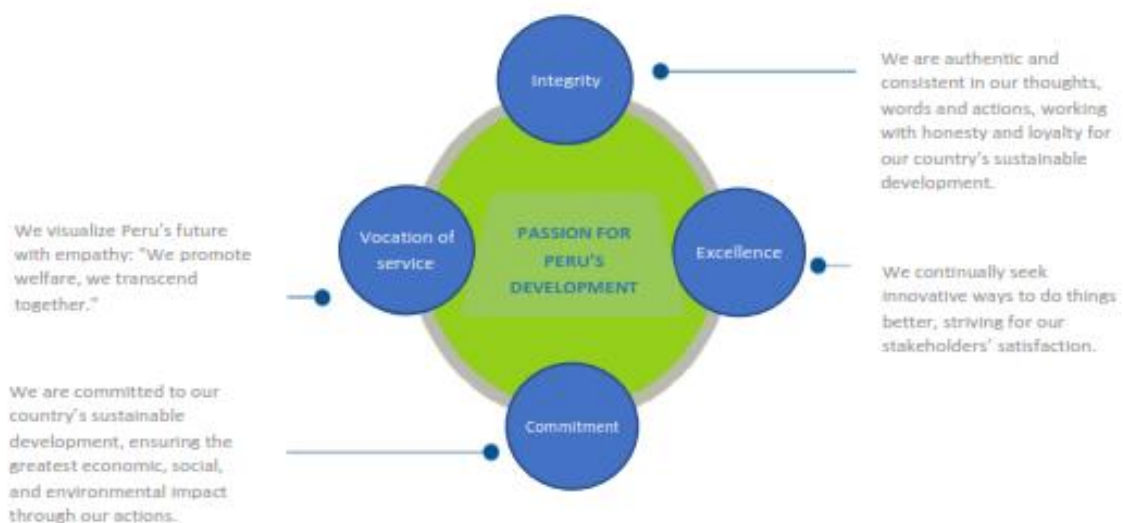 Integrity
We are authentic and
consistent in our thoughts,
words and actions, working
with honesty and loyalty for
our country's sustainable
development.
Vocation of
service
We visualize Peru's future
with empathy: "We promote
welfare, we transcend
together."
PASSION FOR
PERU'S
DEVELOPMENT
Excellence
We continually seek
innovative ways to do things
better, striving for our
stakeholders' satisfaction.
Commitment
We are committed to our
country's sustainable
development, ensuring the
greatest economic, social,
and environmental impact
through our actions.